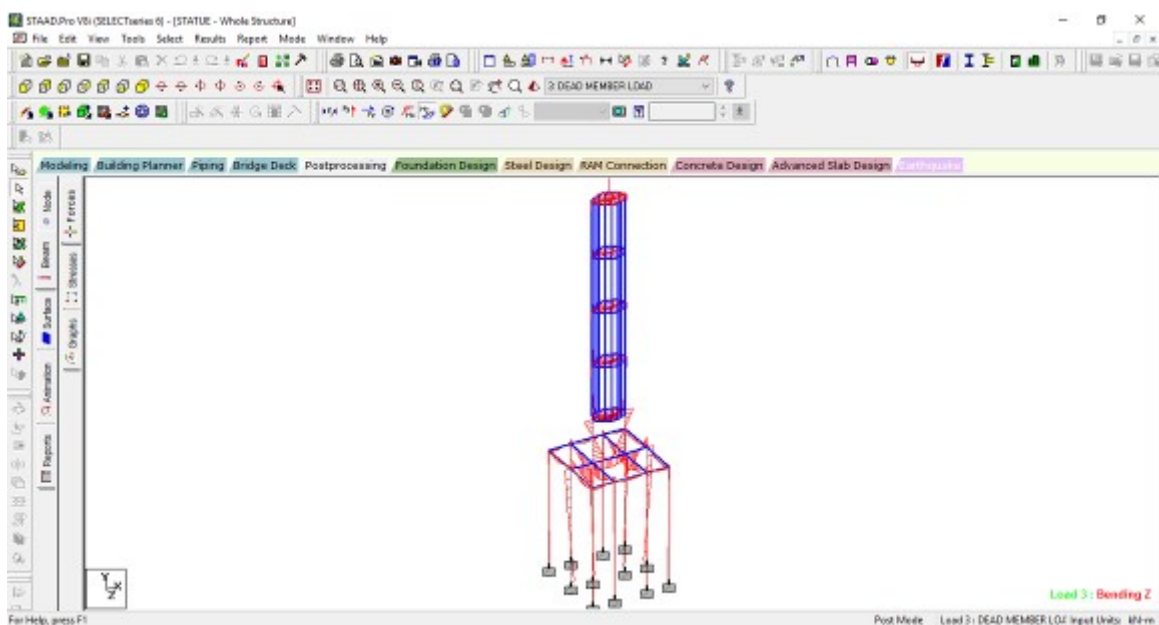 STAAD.Pro V8i (SELECTseries 6) - [STATUE - Whole Structure]
File Edit View Tools Select Results Report Mode Window Help
3: DEAD MEMBER LOAD
Modeling Building Planner Piping Bridge Deck Postprocessing Foundation Design Steel Design RAM Connection Concrete Design Advanced Slab Design Earthquake
Node
Beam
Surface
Animation
Reports
Forces
Stresses
Graphs
Y
X
Z
Load 3 : Bending Z
For Help, press F1
Post Mode Load 3 : DEAD MEMBER LOA Input Units: kN-m